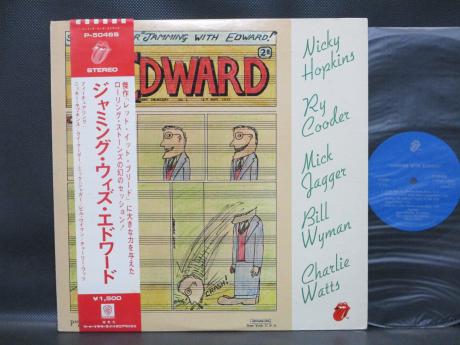 P-5046S
STEREO
ジャミング・ウィズ・エドワード
傑作「レット・イット・ブリード」に大きな力を与えた
ローリング・ストーンズの幻のセッション!
¥1,500
JAMMING WITH EDWARD!
2D
EDWARD
CRASH!
Nicky
Hopkins
Ry
Cooder
Mick
Jagger
Bill
Wyman
Charlie
Watts
New York U.S.A.